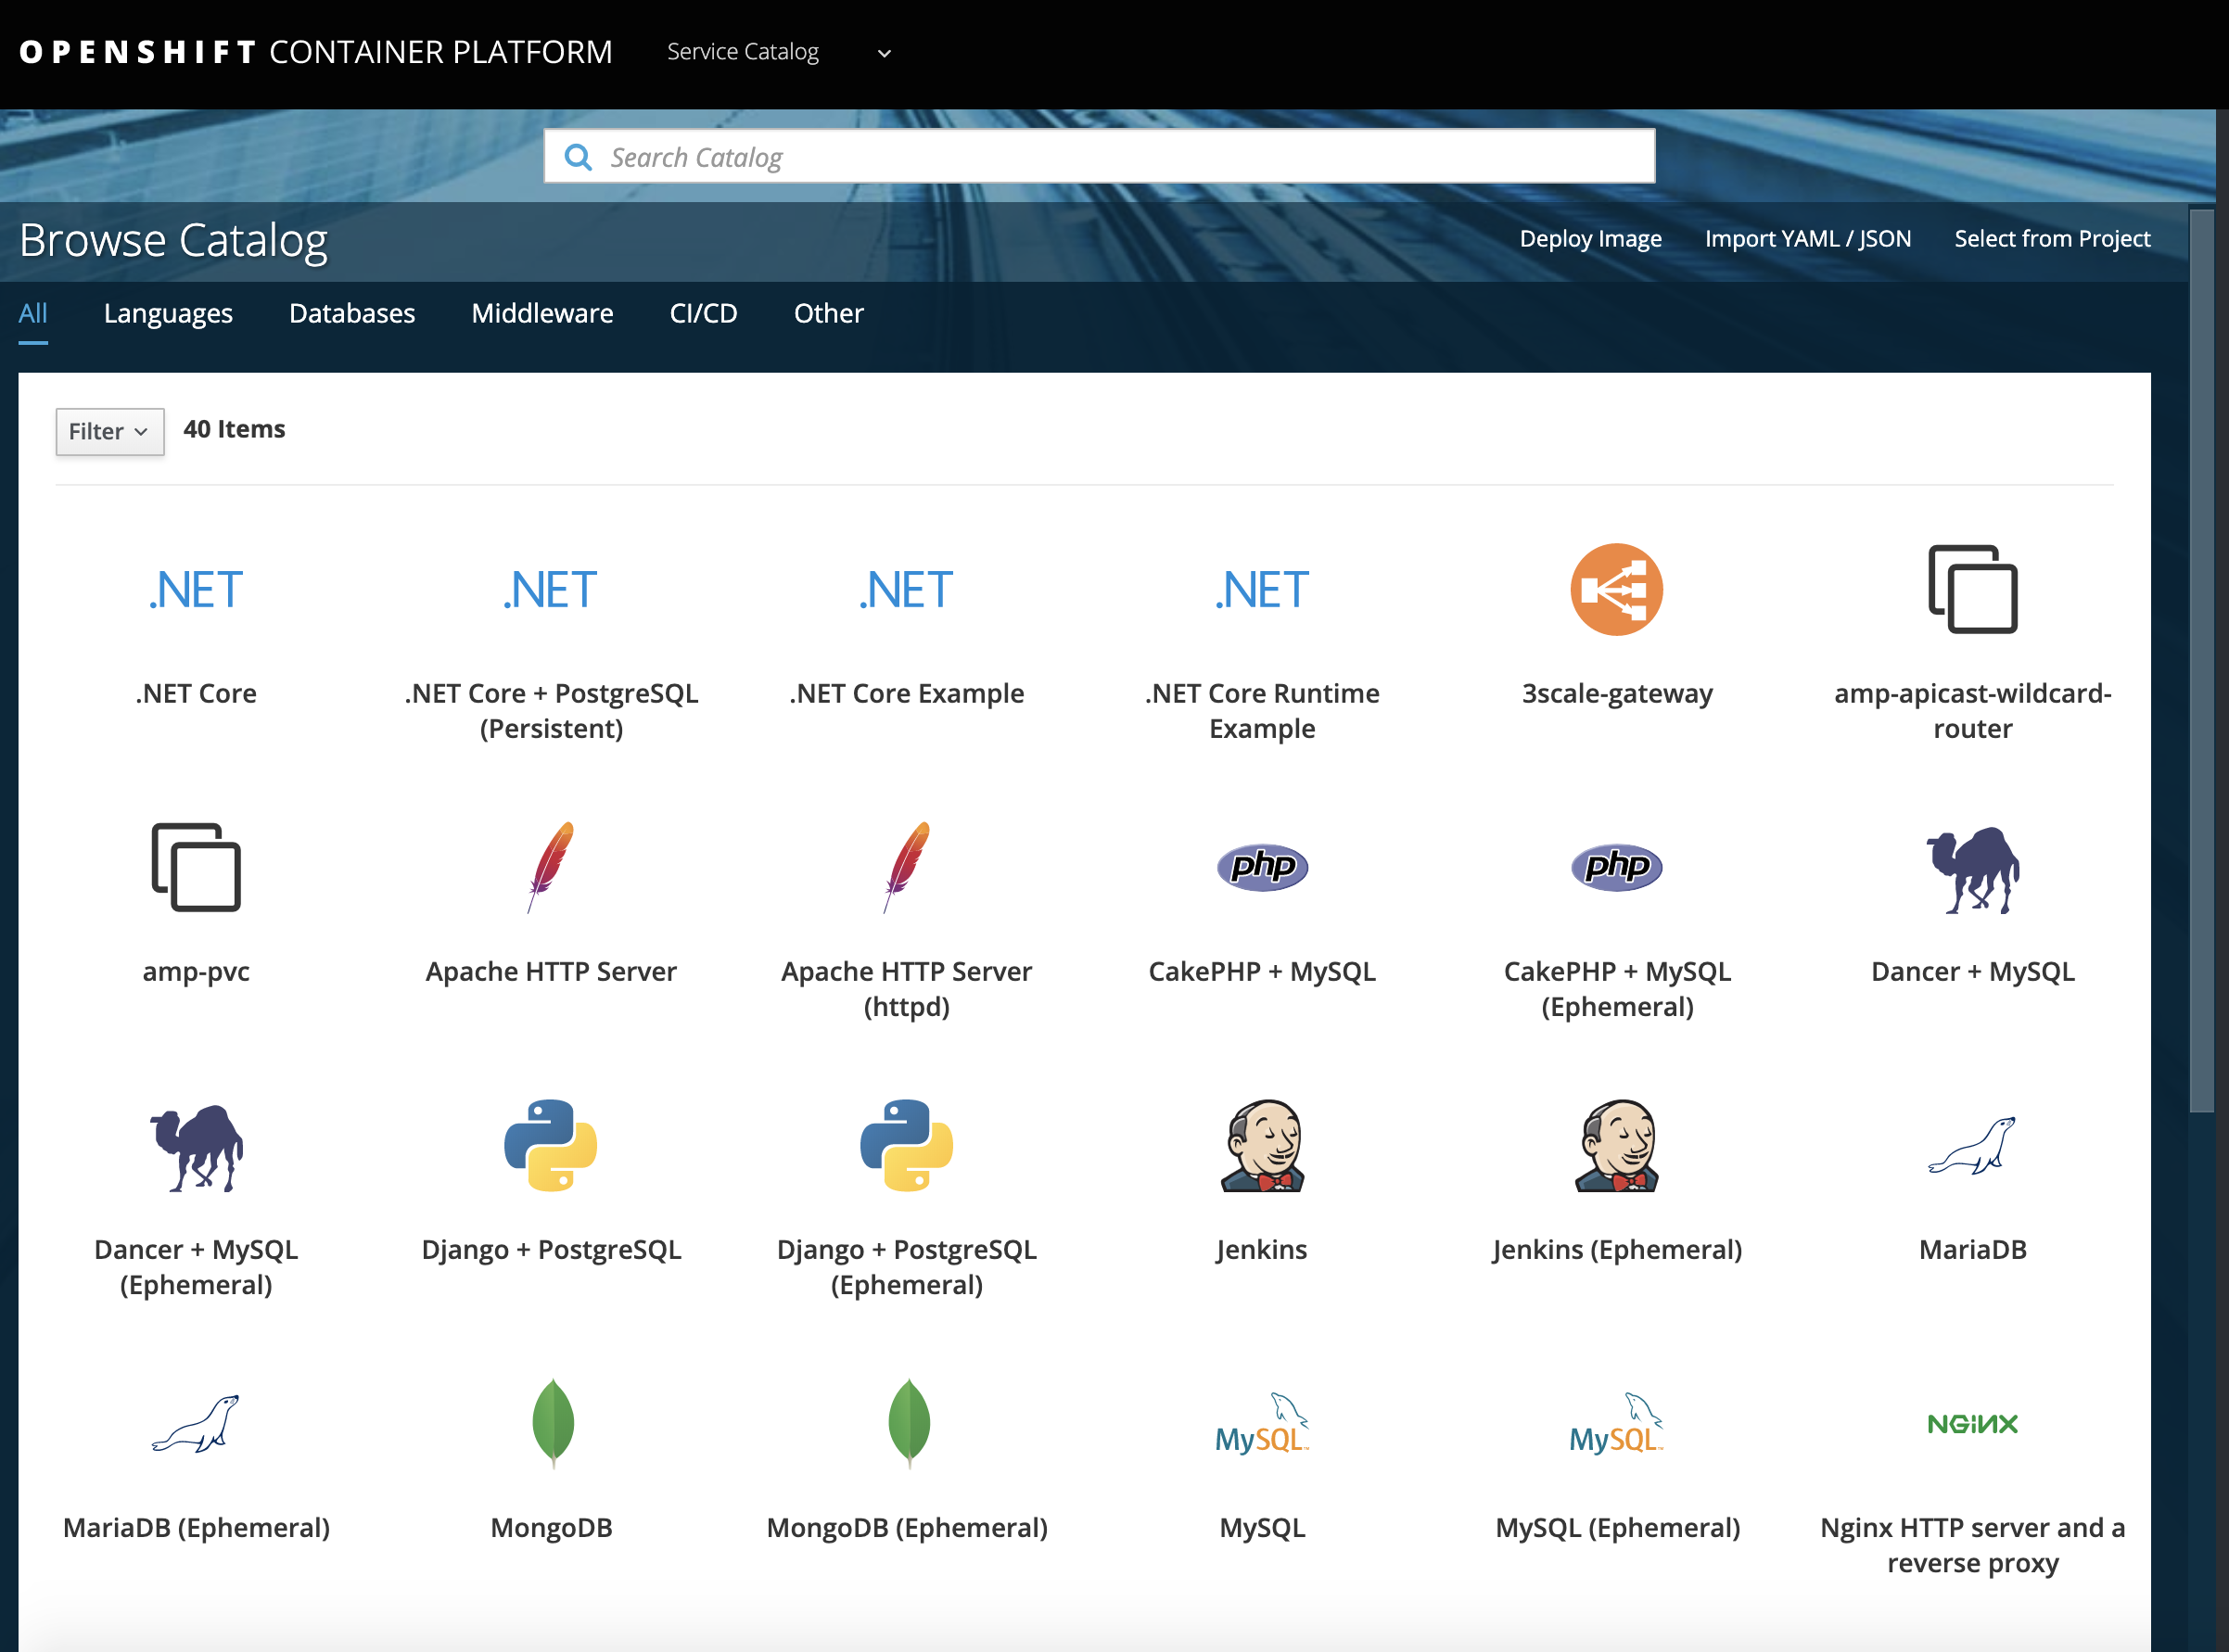 OPENSHIFT CONTAINER PLATFORM Service Catalog
Search Catalog
Browse Catalog Deploy Image Import YAML / JSON Select from Project
All Languages Databases Middleware CI/CD Other
Filter 40 Items
.NET .NET .NET .NET
.NET Core .NET Core + PostgreSQL .NET Core Example .NET Core Runtime 3scale-gateway amp-apicast-wildcard-
(Persistent) Example router
php php
amp-pvc Apache HTTP Server Apache HTTP Server CakePHP + MySQL CakePHP + MySQL Dancer + MySQL
(httpd) (Ephemeral)
Dancer + MySQL Django + PostgreSQL Django + PostgreSQL Jenkins Jenkins (Ephemeral) MariaDB
(Ephemeral) (Ephemeral)
MySQL MySQL NGINX
MariaDB (Ephemeral) MongoDB MongoDB (Ephemeral) MySQL MySQL (Ephemeral) Nginx HTTP server and a
reverse proxy